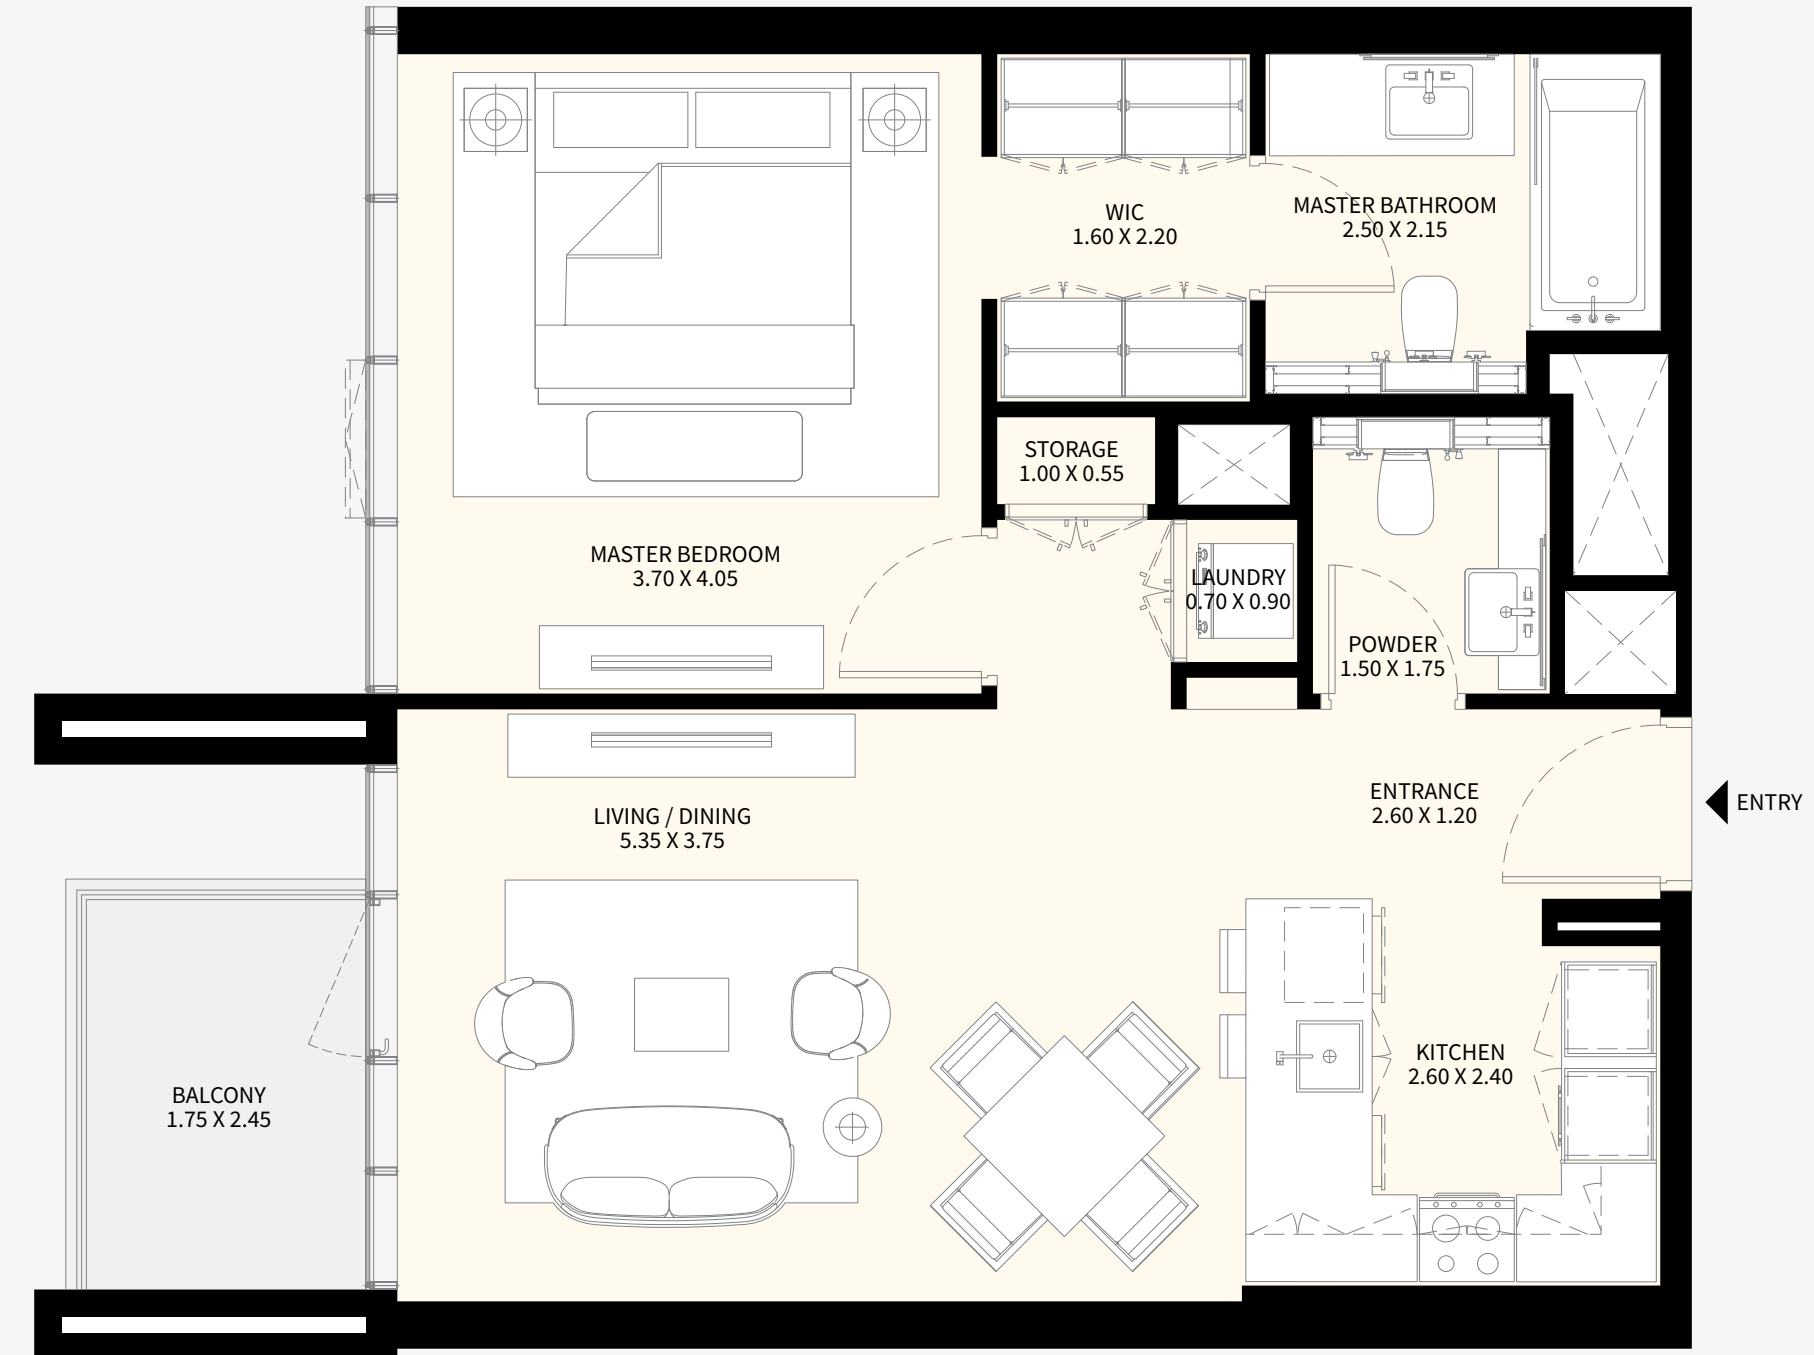 WIC
1.60 X 2.20
MASTER BATHROOM
2.50 X 2.15
STORAGE
1.00 X 0.55
MASTER BEDROOM
3.70 X 4.05
LAUNDRY
0.70 X 0.90
POWDER
1.50 X 1.75
LIVING / DINING
5.35 X 3.75
ENTRANCE
2.60 X 1.20
ENTRY
KITCHEN
2.60 X 2.40
BALCONY
1.75 X 2.45